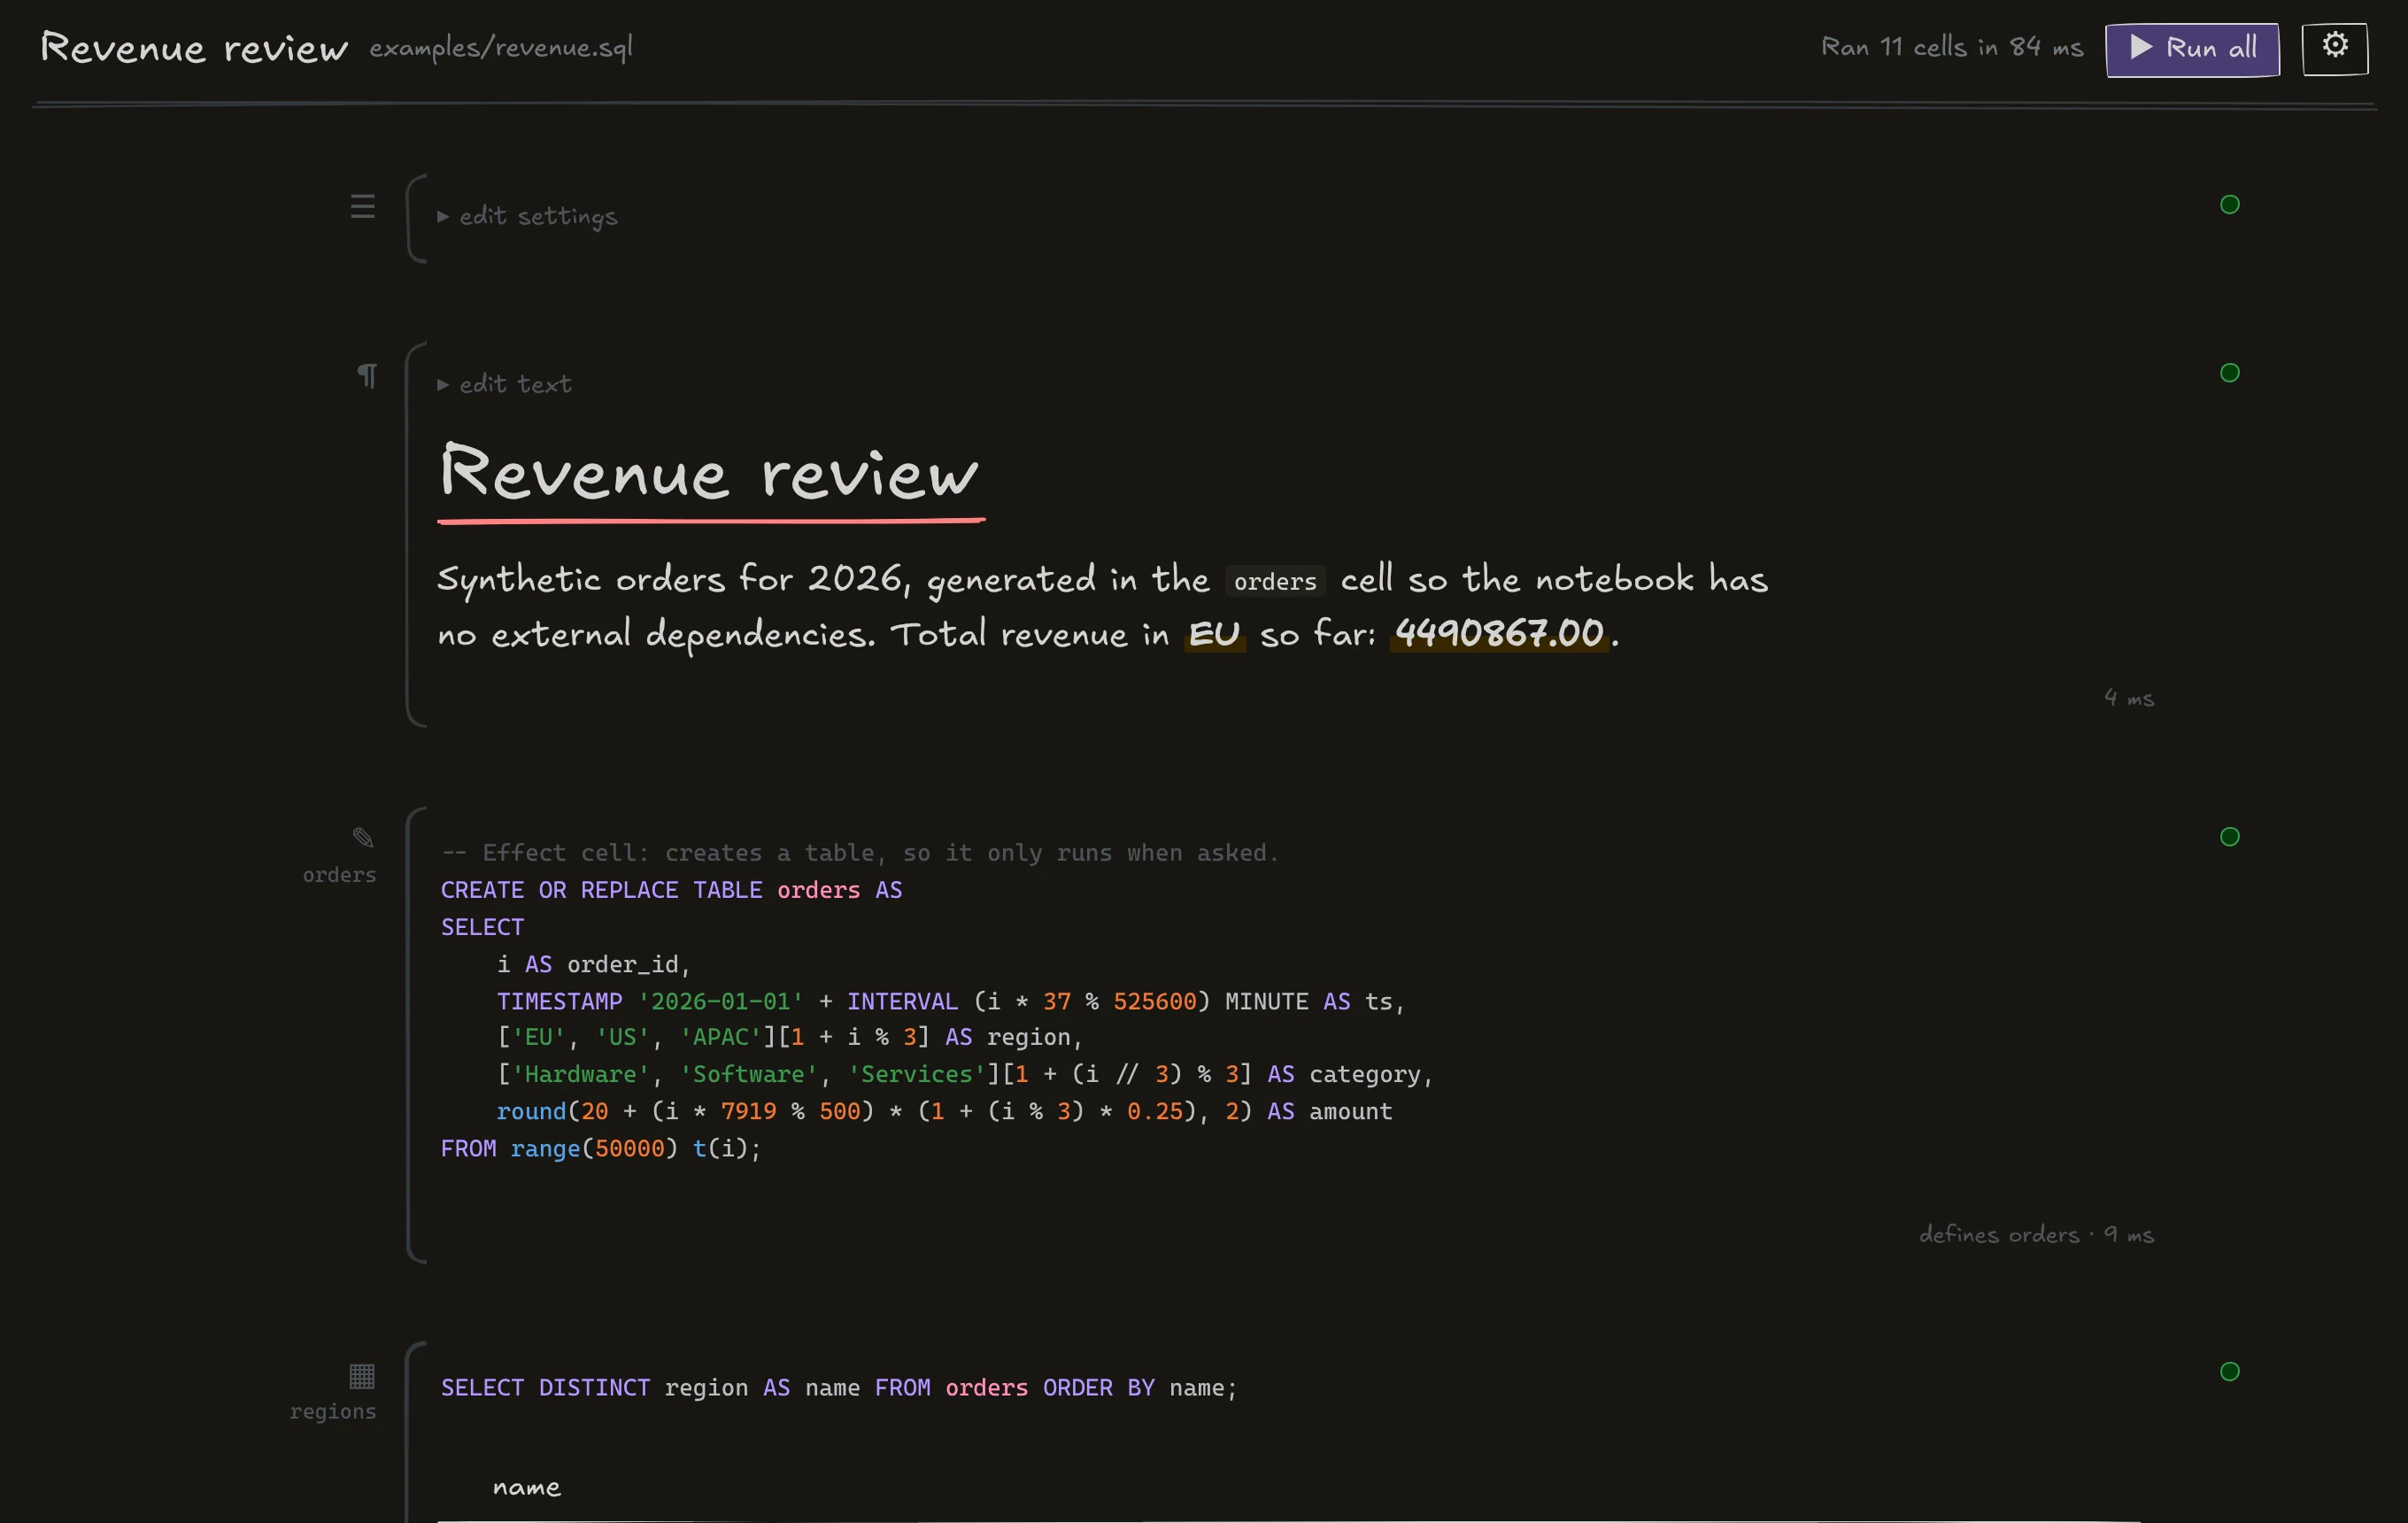 Revenue review examples/revenue.sql Ran 11 cells in 84 ms ▶ Run all
▸ edit settings
¶ ▸ edit text
Revenue review
Synthetic orders for 2026, generated in the orders cell so the notebook has
no external dependencies. Total revenue in EU so far: 4490867.00.
4 ms
-- Effect cell: creates a table, so it only runs when asked.
orders
CREATE OR REPLACE TABLE orders AS
SELECT
    i AS order_id,
    TIMESTAMP '2026-01-01' + INTERVAL (i * 37 % 525600) MINUTE AS ts,
    ['EU', 'US', 'APAC'][1 + i % 3] AS region,
    ['Hardware', 'Software', 'Services'][1 + (i // 3) % 3] AS category,
    round(20 + (i * 7919 % 500) * (1 + (i % 3) * 0.25), 2) AS amount
FROM range(50000) t(i);
defines orders · 9 ms
SELECT DISTINCT region AS name FROM orders ORDER BY name;
regions
name